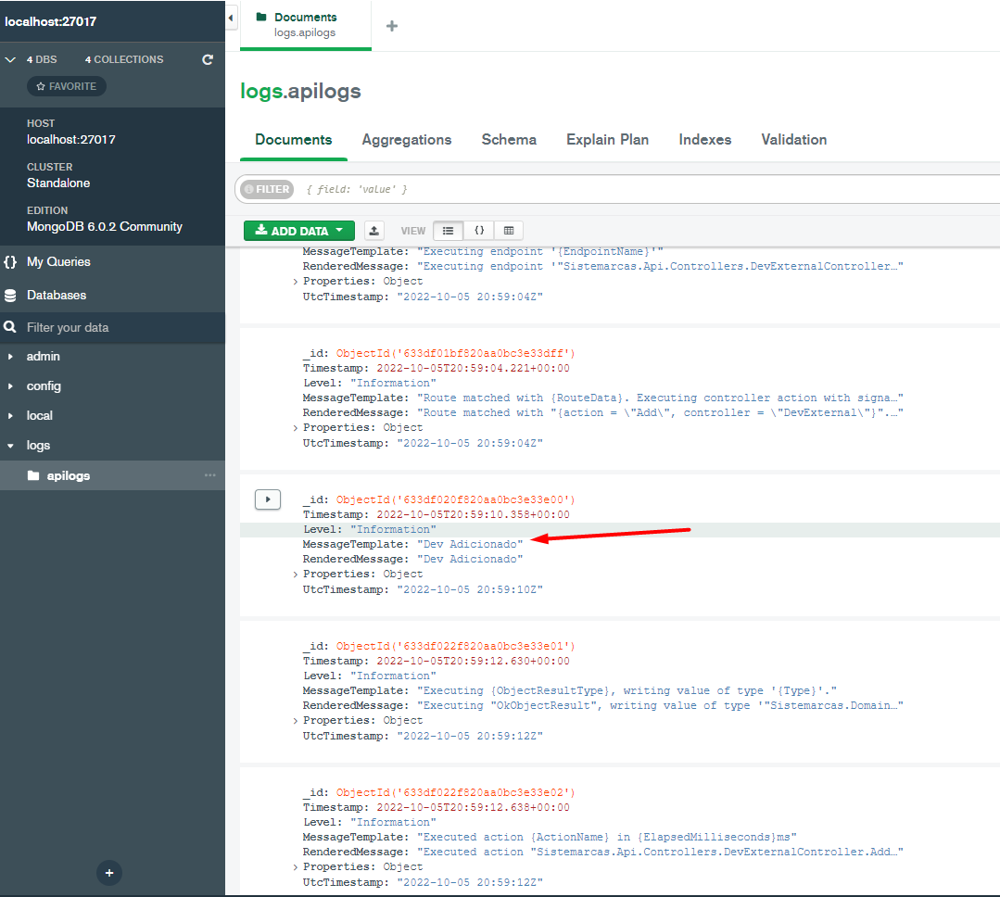 localhost:27017
4 DBS
4 COLLECTIONS
FAVORITE
HOST
localhost:27017
CLUSTER
Standalone
EDITION
MongoDB 6.0.2 Community
{} My Queries
Databases
Filter your data
admin
config
local
logs
apilogs
Documents
logs.apilogs
logs.apilogs
Documents
Aggregations
Schema
Explain Plan
Indexes
Validation
FILTER { field: 'value' }
ADD DATA
VIEW
{}
MessageTemplate: "Executing endpoint '{EndpointName}'"
RenderedMessage: "Executing endpoint '"Sistemarcas.Api.Controllers.DevExternalController…"
Properties: Object
UtcTimestamp: "2022-10-05 20:59:04Z"
_id: ObjectId('633df01bf820aa0bc3e33dff')
Timestamp: 2022-10-05T20:59:04.221+00:00
Level: "Information"
MessageTemplate: "Route matched with {RouteData}. Executing controller action with signa…"
RenderedMessage: "Route matched with "{action = \"Add\", controller = \"DevExternal\"}".…"
Properties: Object
UtcTimestamp: "2022-10-05 20:59:04Z"
_id: ObjectId('633df020f820aa0bc3e33e00')
Timestamp: 2022-10-05T20:59:10.358+00:00
Level: "Information"
MessageTemplate: "Dev Adicionado"
RenderedMessage: "Dev Adicionado"
Properties: Object
UtcTimestamp: "2022-10-05 20:59:10Z"
_id: ObjectId('633df022f820aa0bc3e33e01')
Timestamp: 2022-10-05T20:59:12.630+00:00
Level: "Information"
MessageTemplate: "Executing {ObjectResultType}, writing value of type '{Type}'."
RenderedMessage: "Executing "OkObjectResult", writing value of type '"Sistemarcas.Domain…"
Properties: Object
UtcTimestamp: "2022-10-05 20:59:12Z"
_id: ObjectId('633df022f820aa0bc3e33e02')
Timestamp: 2022-10-05T20:59:12.638+00:00
Level: "Information"
MessageTemplate: "Executed action {ActionName} in {ElapsedMilliseconds}ms"
RenderedMessage: "Executed action "Sistemarcas.Api.Controllers.DevExternalController.Add…"
Properties: Object
UtcTimestamp: "2022-10-05 20:59:12Z"